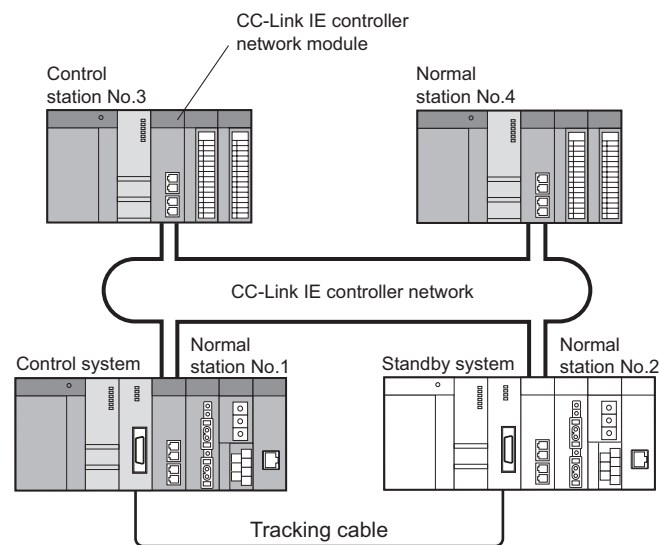 CC-Link IE controller
network module
Control
station No.3
Normal
station No.4
CC-Link IE controller network
Control system
Normal
station No.1
Standby system
Normal
station No.2
Tracking cable